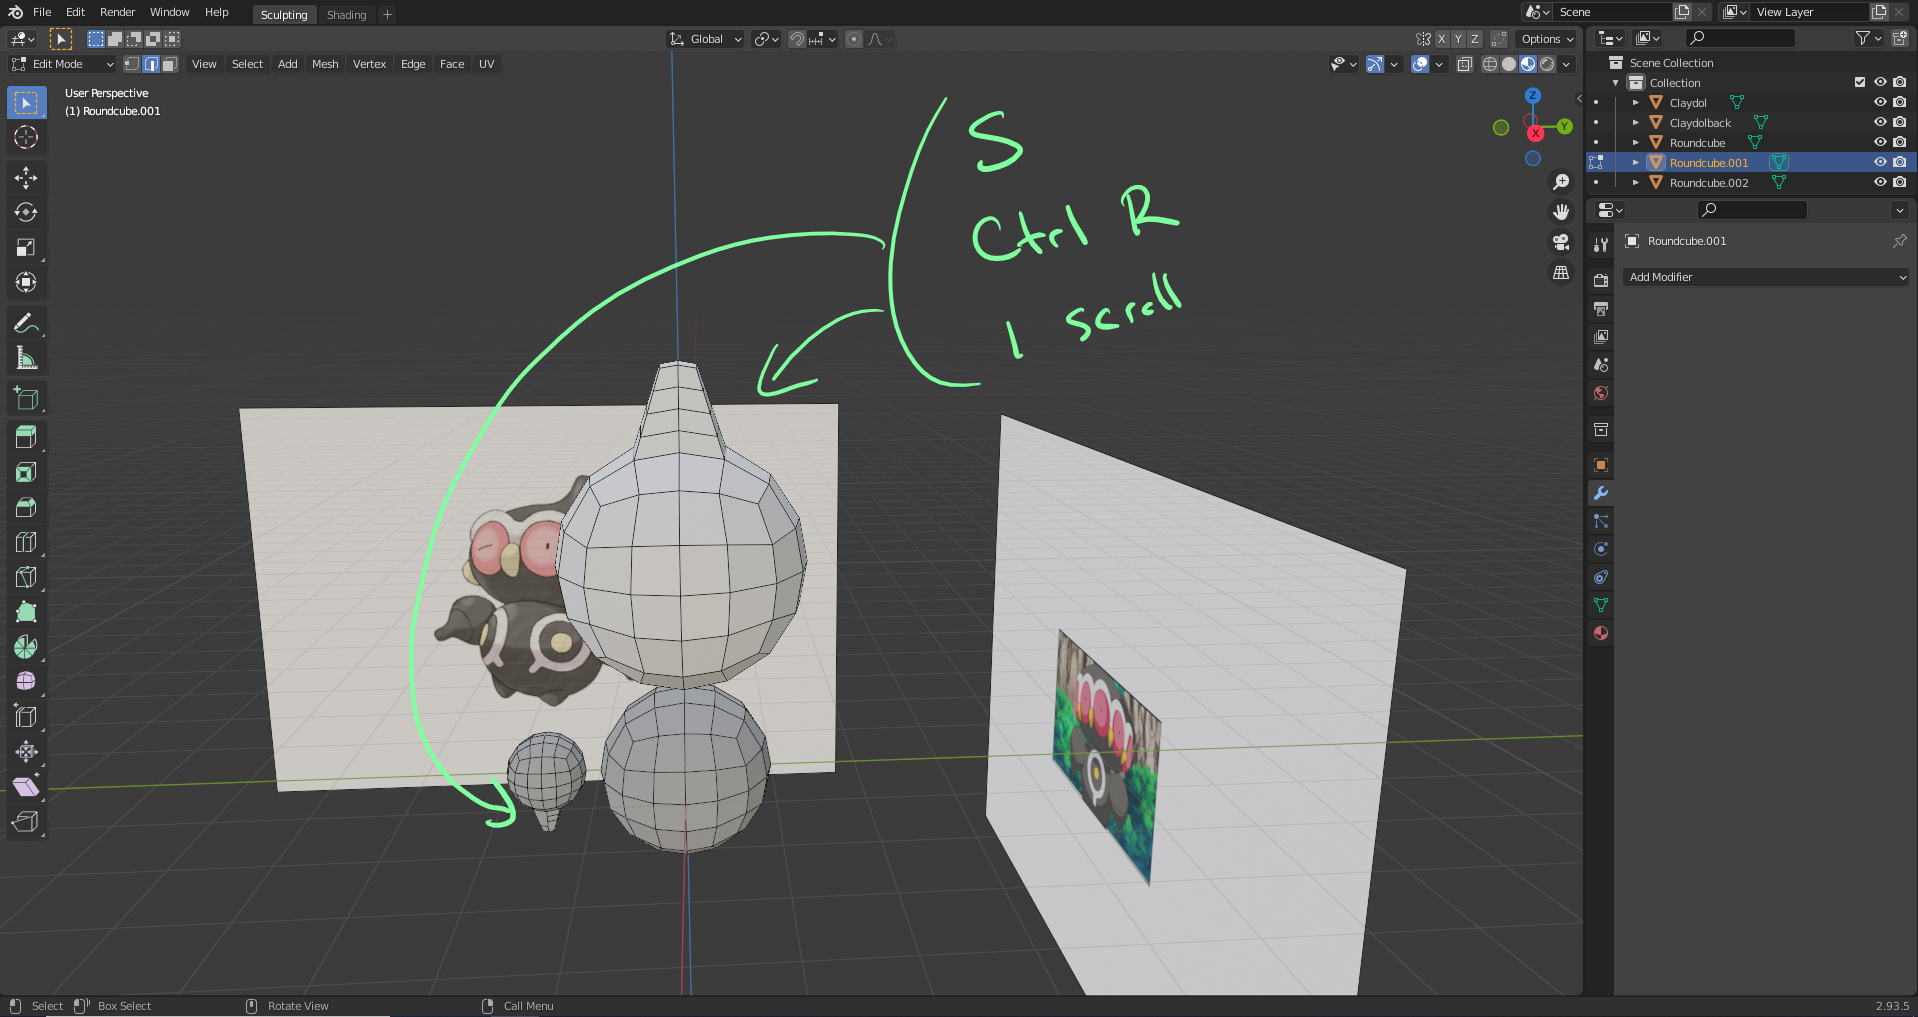 File Edit Render Window Help Sculpting Shading + Scene View Layer
Global X Y Z Options
Edit Mode View Select Add Mesh Vertex Edge Face UV
User Perspective
(1) Roundcube.001
Z
Y
X
S
Ctrl R
1 scroll
Scene Collection
Collection
Claydol
Claydolback
Roundcube
Roundcube.001
Roundcube.002
Roundcube.001
Add Modifier
Select Box Select Rotate View Call Menu 2.93.5